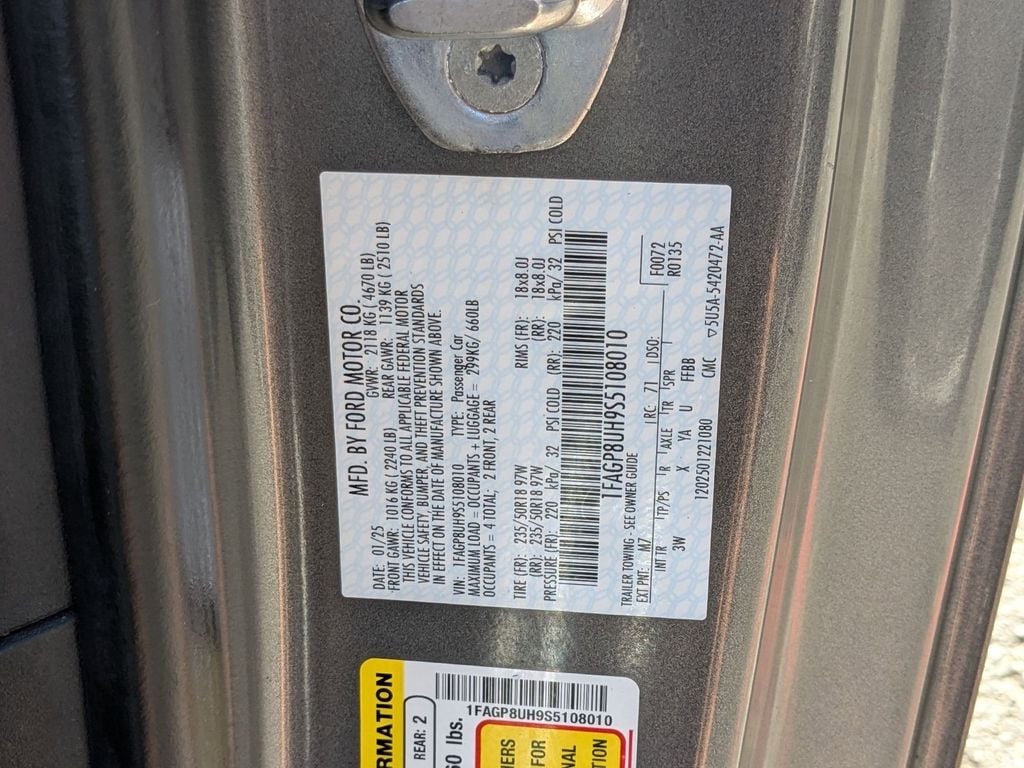 MFD. BY FORD MOTOR CO.
DATE: 01/25 GVWR: 2118 KG ( 4670 LB)
FRONT GAWR: 1016 KG ( 2240 LB) REAR GAWR: 1139 KG ( 2510 LB)
THIS VEHICLE CONFORMS TO ALL APPLICABLE FEDERAL MOTOR
VEHICLE SAFETY, BUMPER, AND THEFT PREVENTION STANDARDS
IN EFFECT ON THE DATE OF MANUFACTURE SHOWN ABOVE.
VIN: 1FAGP8UH9S5108010 TYPE: Passenger Car
MAXIMUM LOAD = OCCUPANTS + LUGGAGE = 299KG/ 660LB
OCCUPANTS = 4 TOTAL; 2 FRONT, 2 REAR
TIRE (FR): 235/50R18 97W RIMS (FR): 18x8.0J
(RR): 235/50R18 97W (RR): 18x8.0J
PRESSURE (FR): 220 kPa/ 32 PSI COLD (RR): 220 kPa/ 32 PSI COLD
1FAGP8UH9S5108010
TRAILER TOWING - SEE OWNER GUIDE
EXT PNT: M7 RC: 71 DSO: F0072
INT TR TP/PS R AXLE TR SPR R0135
3W X YA U FFBB
1202501221080 CMC ▽5U5A-5420472-AA
REAR: 2
1FAGP8UH9S5108010